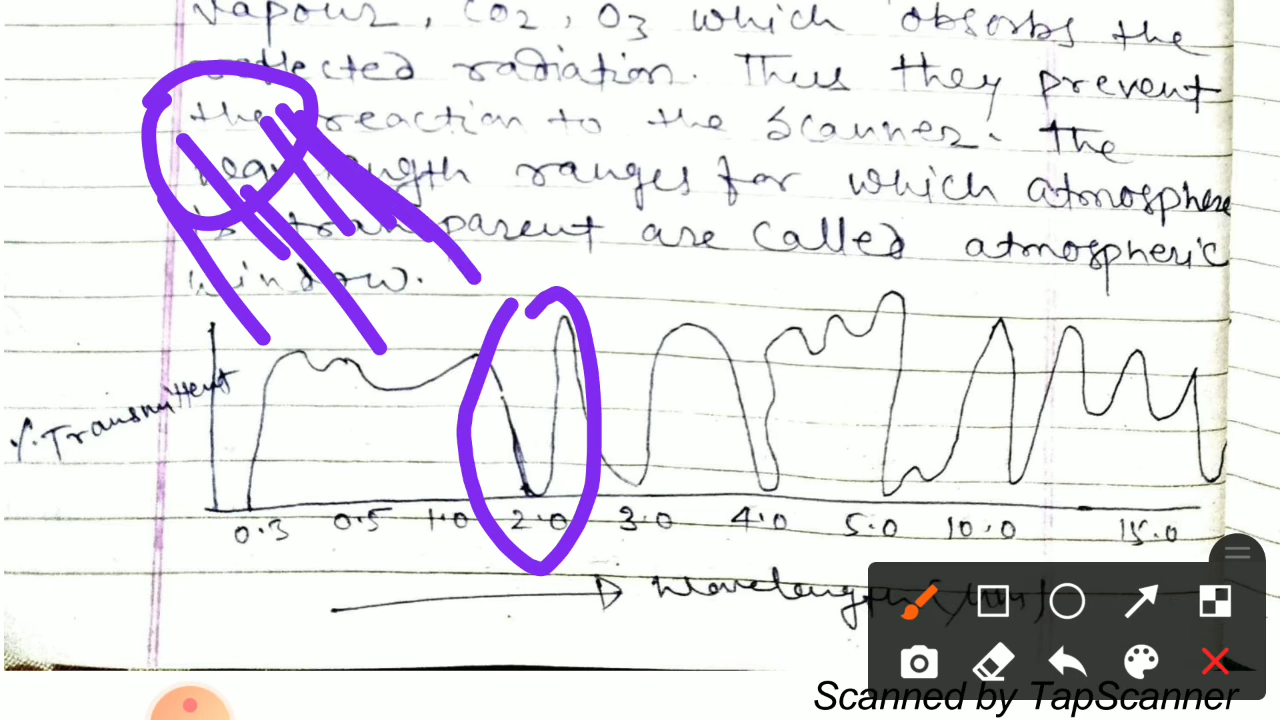 Vapour, CO2, O3 which absorbs the
reflected radiation. Thus they prevent
the reaction to the scanner. the
wavelength ranges for which atmosphere
is transparent are called atmospheric
window.
%Transmittent
0.3 0.5 1.0 2.0 3.0 4.0 5.0 10.0 15.0
Wavelength (
Scanned by TapScanner